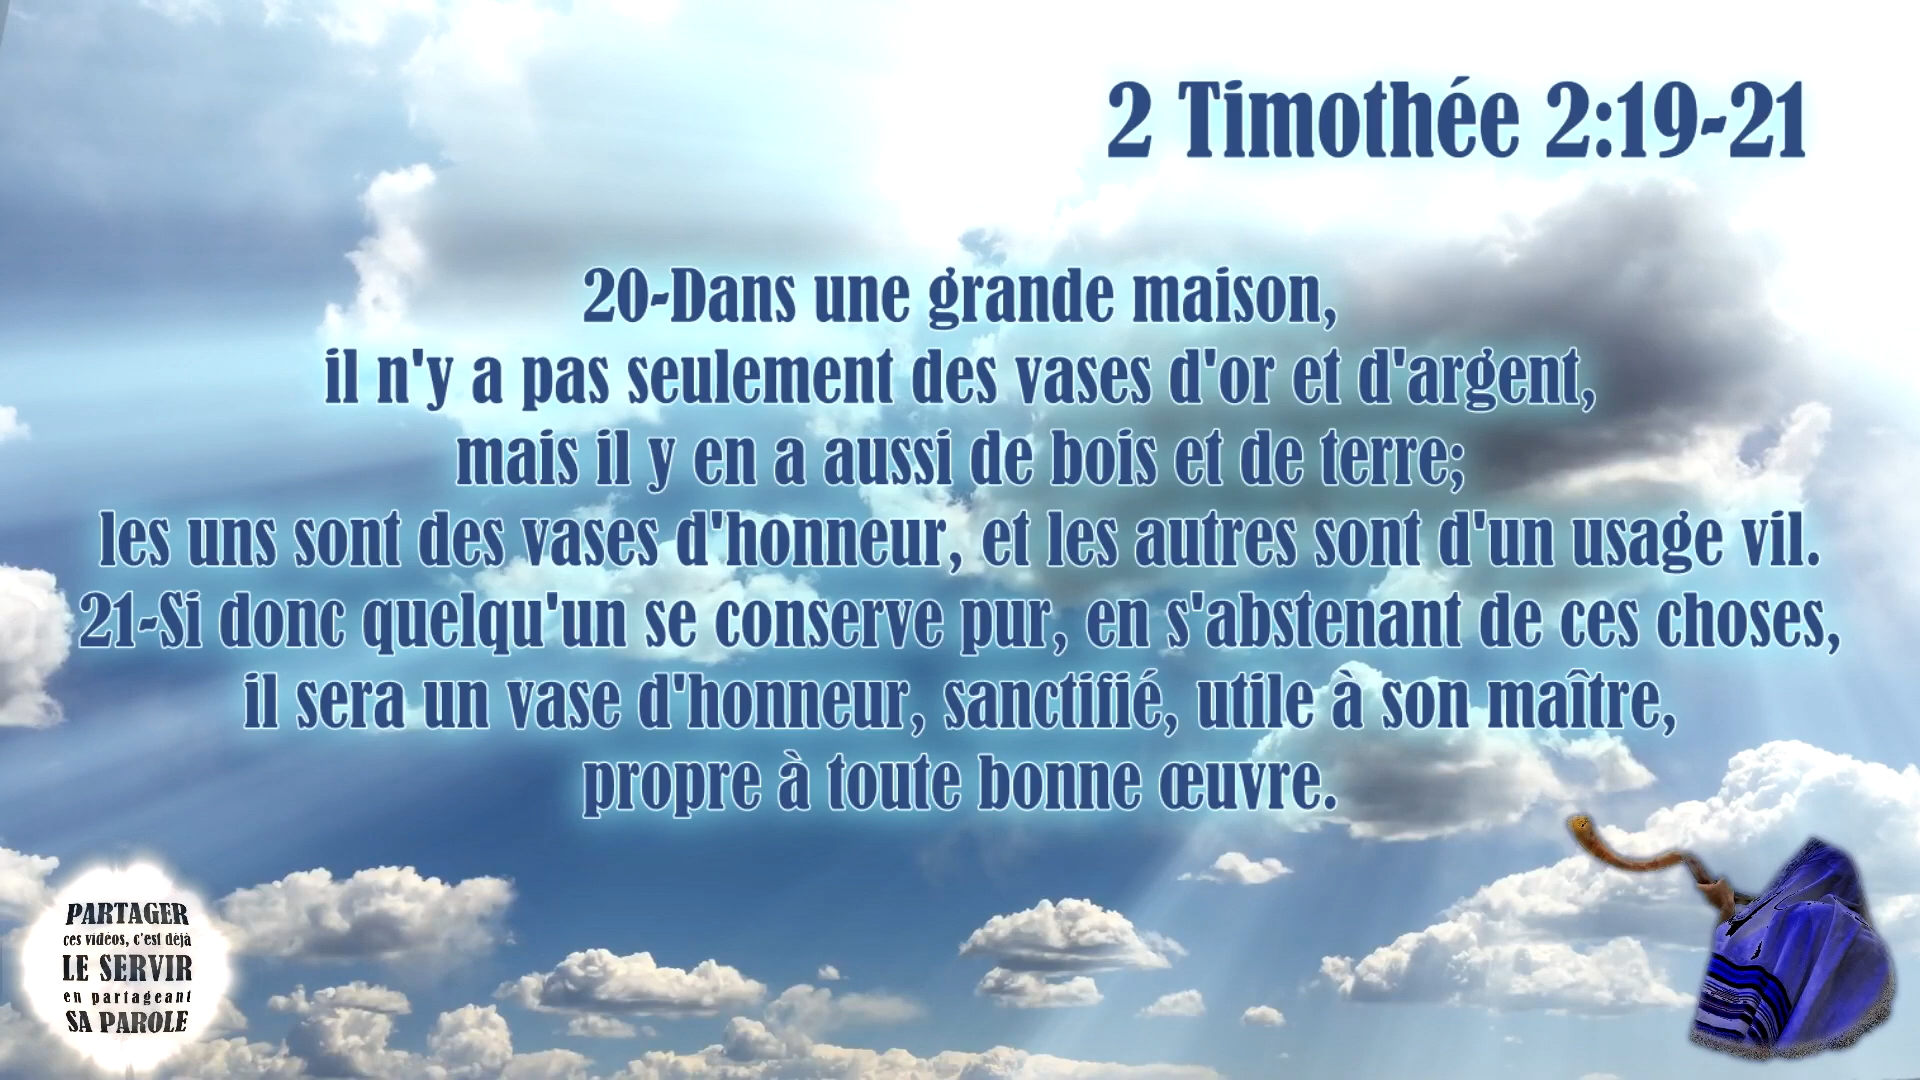 2 Timothée 2:19-21
20-Dans une grande maison,
il n'y a pas seulement des vases d'or et d'argent,
mais il y en a aussi de bois et de terre;
les uns sont des vases d'honneur, et les autres sont d'un usage vil.
21-Si donc quelqu'un se conserve pur, en s'abstenant de ces choses,
il sera un vase d'honneur, sanctifié, utile à son maître,
propre à toute bonne œuvre.
PARTAGER
ces vidéos, c'est déjà
LE SERVIR
en partageant
SA PAROLE